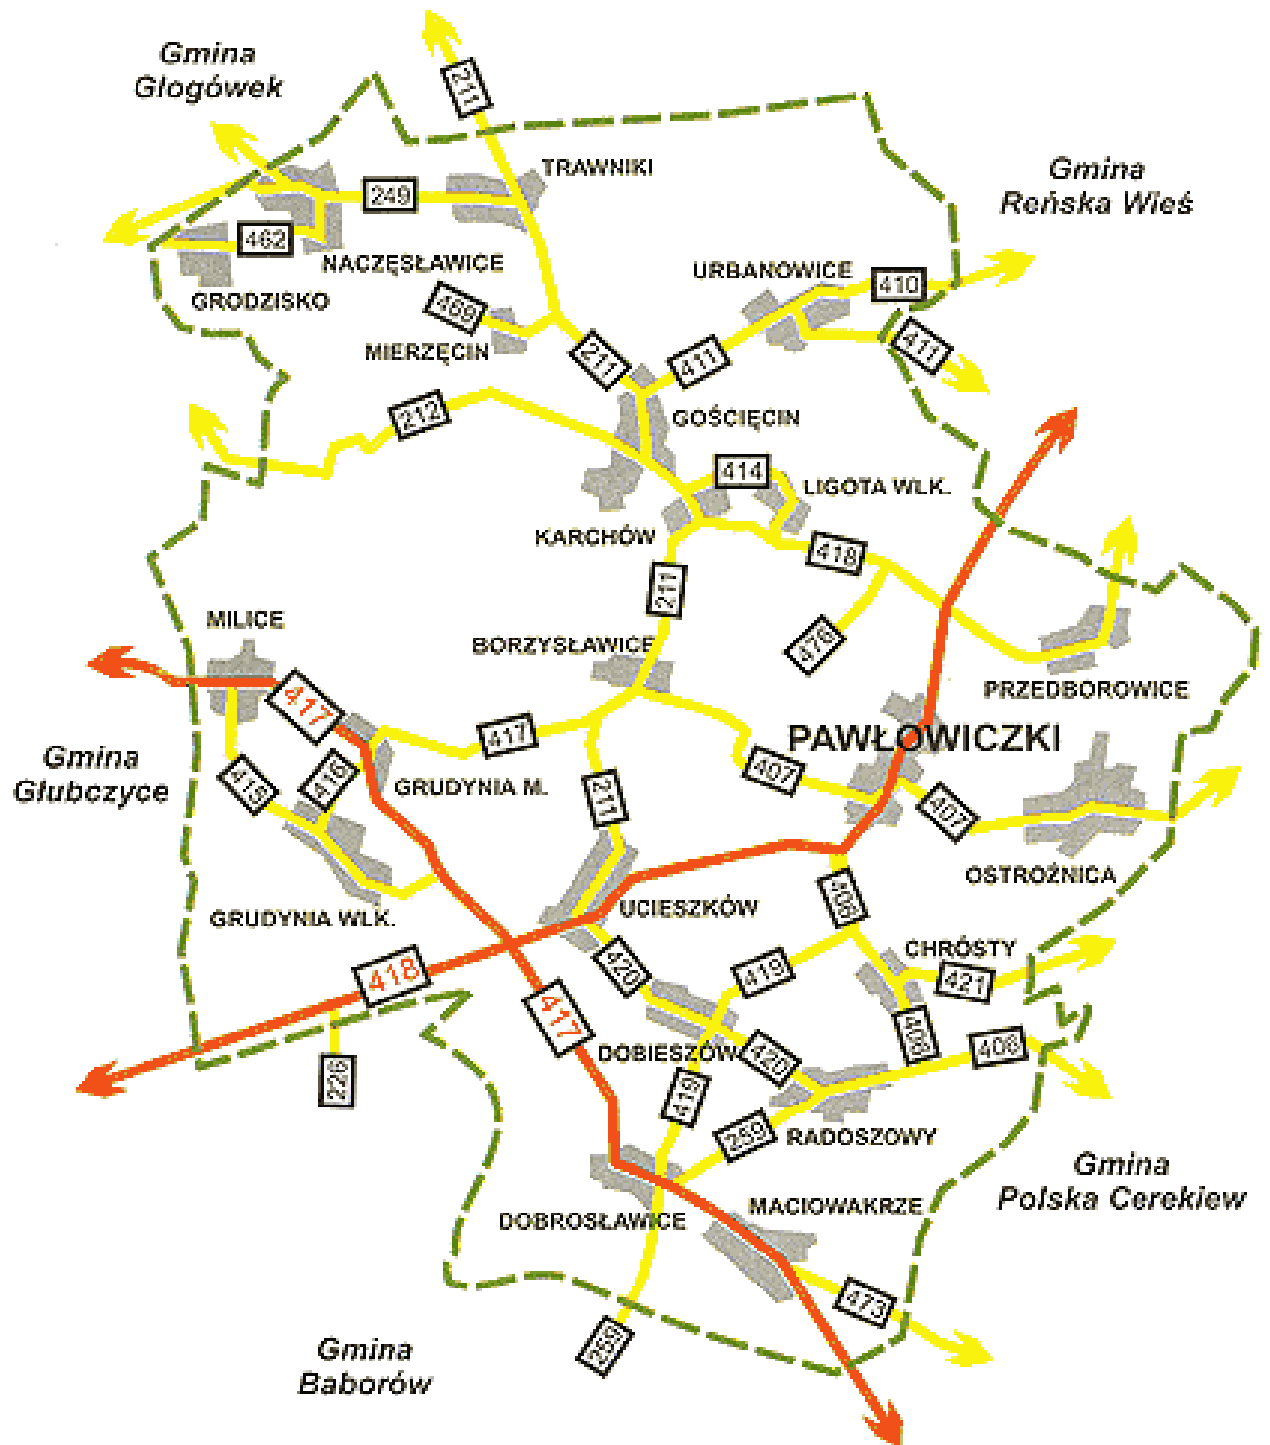 Gmina
Głogówek
211
TRAWNIKI
Gmina
Reńska Wieś
249
462
NACZĘSŁAWICE
GRODZISKO
URBANOWICE
410
469
MIERZĘCIN
211
411
411
212
GOŚCIĘCIN
414
LIGOTA WLK.
KARCHÓW
418
211
476
MILICE
BORZYSŁAWICE
PRZEDBOROWICE
417
417
PAWŁOWICZKI
Gmina
Głubczyce
415
416
GRUDYNIA M.
211
407
407
OSTROŻNICA
GRUDYNIA WLK.
UCIESZKÓW
408
CHRÓSTY
418
420
419
421
417
226
DOBIESZÓW
420
408
408
419
259
RADOSZOWY
Gmina
Polska Cerekiew
DOBROSŁAWICE
MACIOWAKRZE
473
Gmina
Baborów